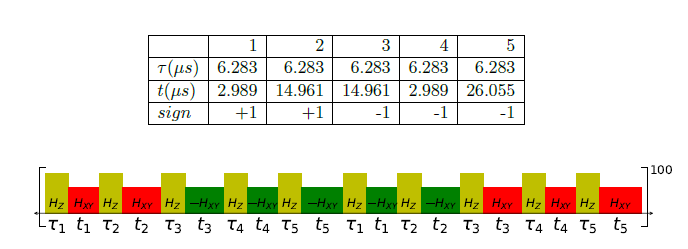 1 2 3 4 5
τ(μs) 6.283 6.283 6.283 6.283 6.283
t(μs) 2.989 14.961 14.961 2.989 26.055
sign +1 +1 -1 -1 -1
100
H_Z H_XY H_Z H_XY H_Z −H_XY H_Z −H_XY H_Z −H_XY H_Z −H_XY H_Z −H_XY H_Z H_XY H_Z H_XY H_Z H_XY
τ₁ t₁ τ₂ t₂ τ₃ t₃ τ₄ t₄ τ₅ t₅ τ₁ t₁ τ₂ t₂ τ₃ t₃ τ₄ t₄ τ₅ t₅